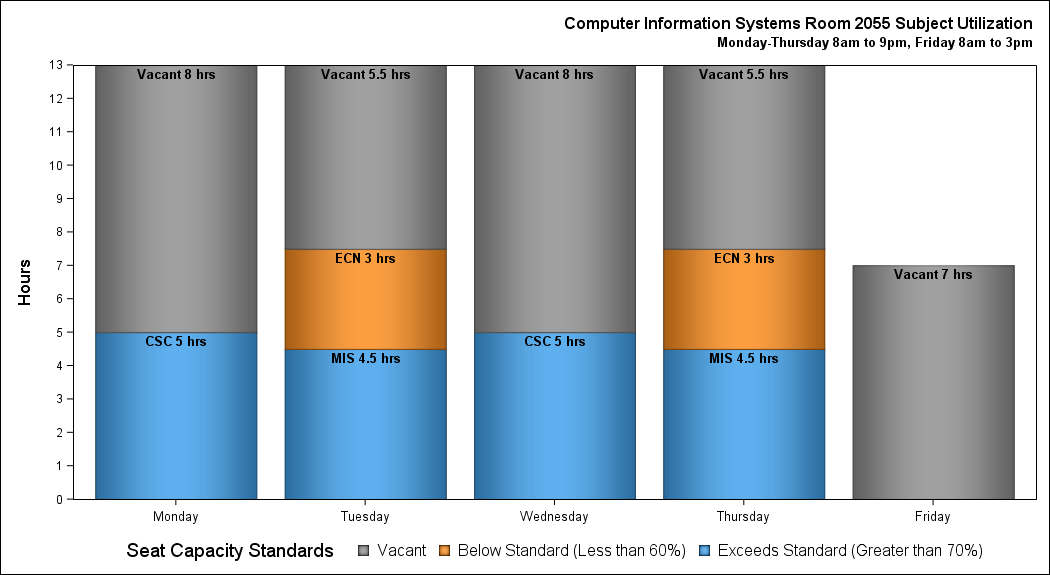 Computer Information Systems Room 2055 Subject Utilization
Monday-Thursday 8am to 9pm, Friday 8am to 3pm
Hours
13
12
11
10
9
8
7
6
5
4
3
2
1
0
Vacant 8 hrs
CSC 5 hrs
Vacant 5.5 hrs
ECN 3 hrs
MIS 4.5 hrs
Vacant 8 hrs
CSC 5 hrs
Vacant 5.5 hrs
ECN 3 hrs
MIS 4.5 hrs
Vacant 7 hrs
Monday Tuesday Wednesday Thursday Friday
Seat Capacity Standards Vacant Below Standard (Less than 60%) Exceeds Standard (Greater than 70%)